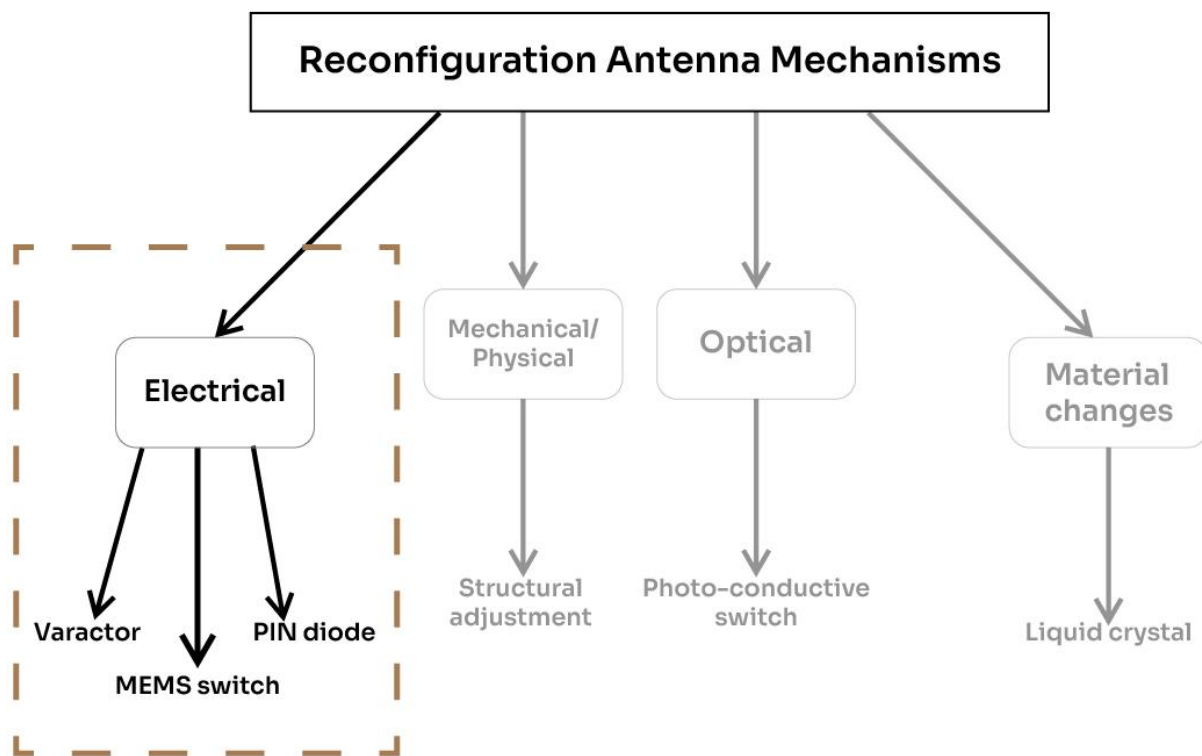 Reconfiguration Antenna Mechanisms
Electrical
Mechanical/
Physical
Optical
Material
changes
Varactor
MEMS switch
PIN diode
Structural
adjustment
Photo-conductive
switch
Liquid crystal